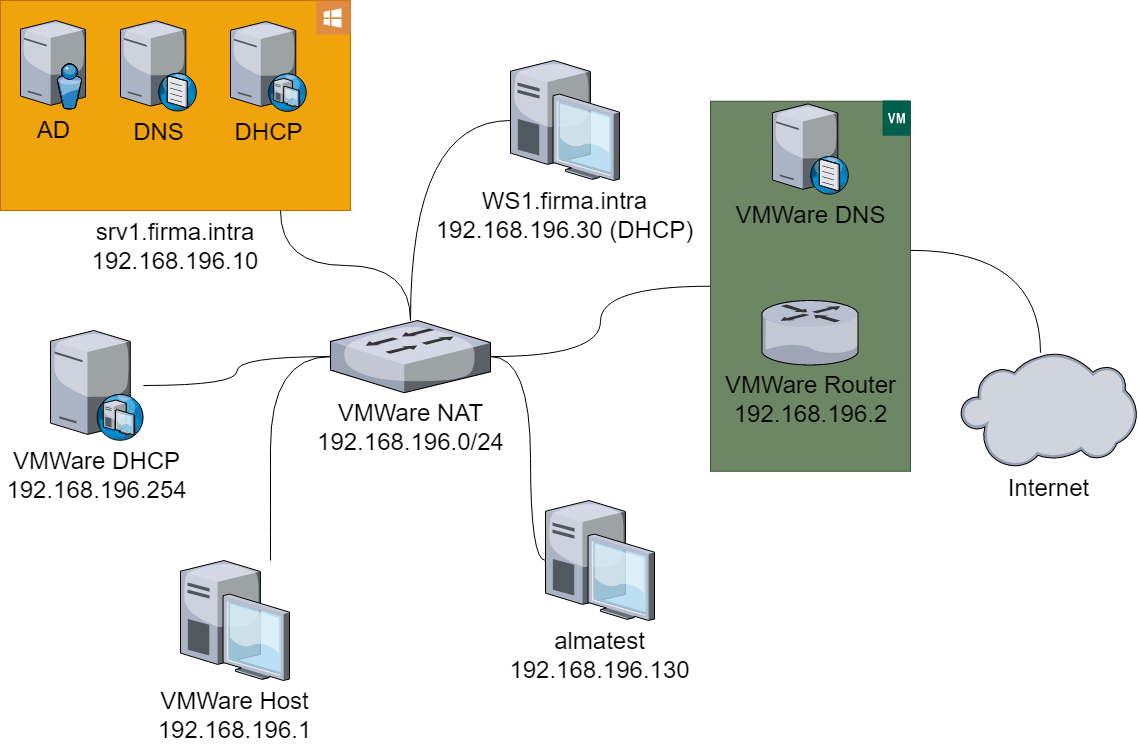 AD
DNS
DHCP
srv1.firma.intra
192.168.196.10
WS1.firma.intra
192.168.196.30 (DHCP)
VM
VMWare DNS
VMWare Router
192.168.196.2
Internet
VMWare NAT
192.168.196.0/24
VMWare DHCP
192.168.196.254
almatest
192.168.196.130
VMWare Host
192.168.196.1